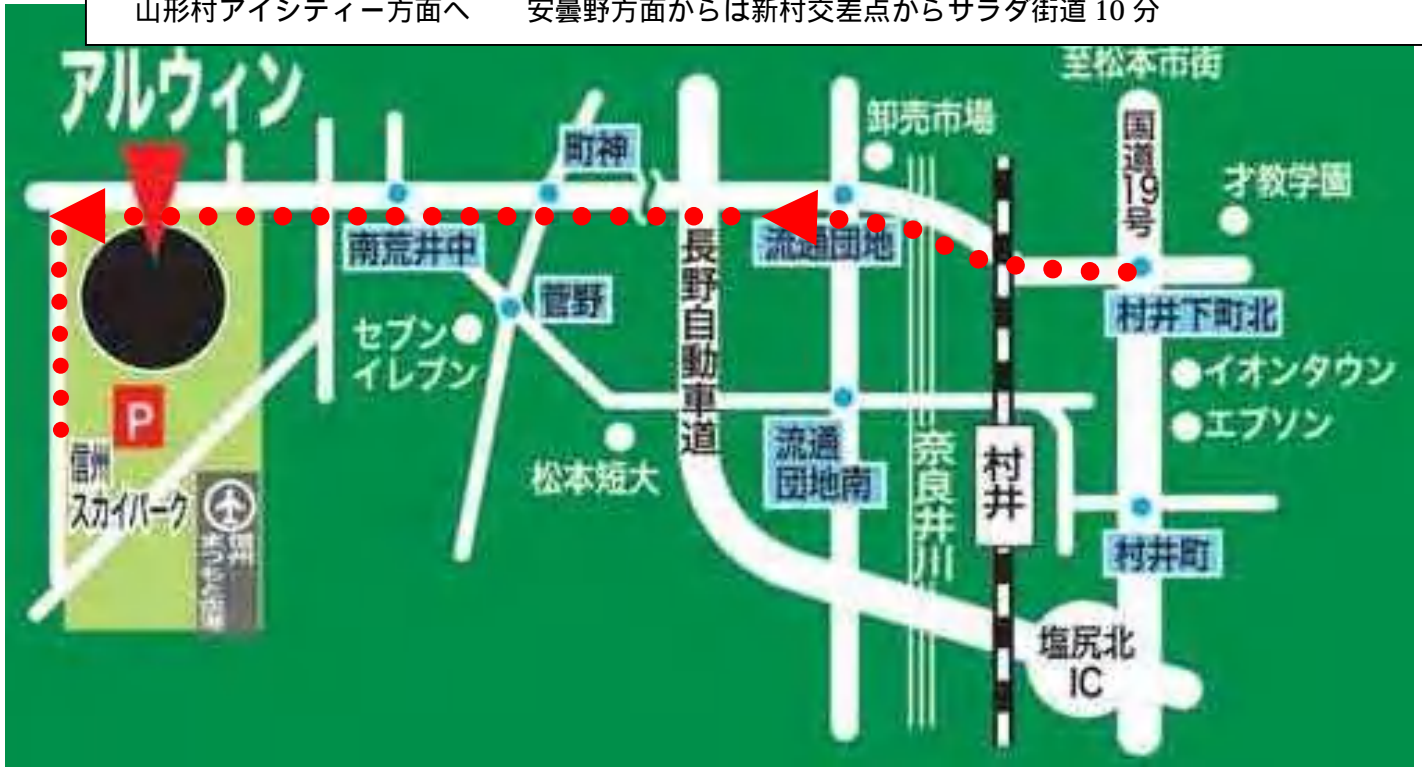 山形村アイシティー方面へ　　安曇野方面からは新村交差点からサラダ街道 10 分
至松本市街
アルウィン
卸売市場
国道19号
町神
才教学園
南荒井中
流通団地
長野自動車道
菅野
村井下町北
セブン
イレブン
イオンタウン
P
エプソン
流通
団地南
奈良井川
村井
信州
スカイパーク
松本短大
村井町
塩尻北
IC